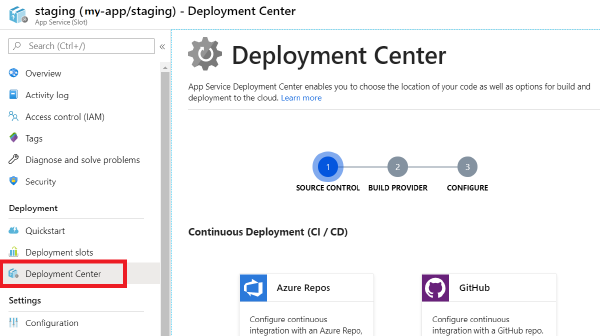 staging (my-app/staging) - Deployment Center
App Service (Slot)
Search (Ctrl+/)
«
Overview
Activity log
Access control (IAM)
Tags
Diagnose and solve problems
Security
Deployment
Quickstart
Deployment slots
Deployment Center
Settings
Configuration
Deployment Center
App Service Deployment Center enables you to choose the location of your code as well as options for build and
deployment to the cloud. Learn more
1 2 3
SOURCE CONTROL BUILD PROVIDER CONFIGURE
Continuous Deployment (CI / CD)
Azure Repos
Configure continuous
integration with an Azure Repo,
GitHub
Configure continuous
integration with a GitHub repo.